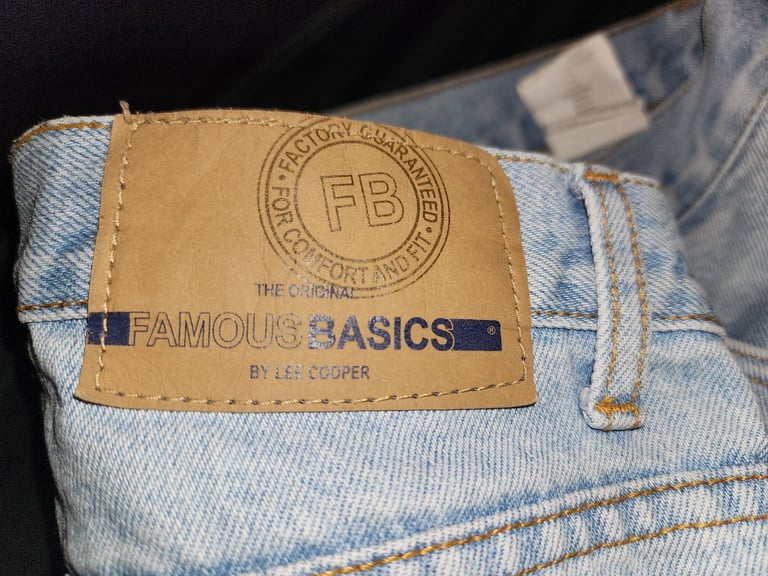 FACTORY GUARANTEED
FB
FOR COMFORT AND FIT
THE ORIGINAL
FAMOUS BASICS ®
BY LEE COOPER